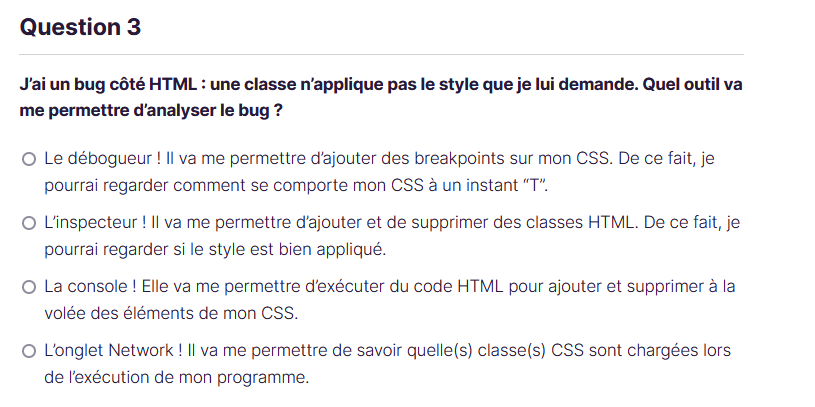 Question 3
J’ai un bug côté HTML : une classe n’applique pas le style que je lui demande. Quel outil va
me permettre d’analyser le bug ?
Le débogueur ! Il va me permettre d’ajouter des breakpoints sur mon CSS. De ce fait, je
pourrai regarder comment se comporte mon CSS à un instant “T”.
L’inspecteur ! Il va me permettre d’ajouter et de supprimer des classes HTML. De ce fait, je
pourrai regarder si le style est bien appliqué.
La console ! Elle va me permettre d’exécuter du code HTML pour ajouter et supprimer à la
volée des éléments de mon CSS.
L’onglet Network ! Il va me permettre de savoir quelle(s) classe(s) CSS sont chargées lors
de l’exécution de mon programme.